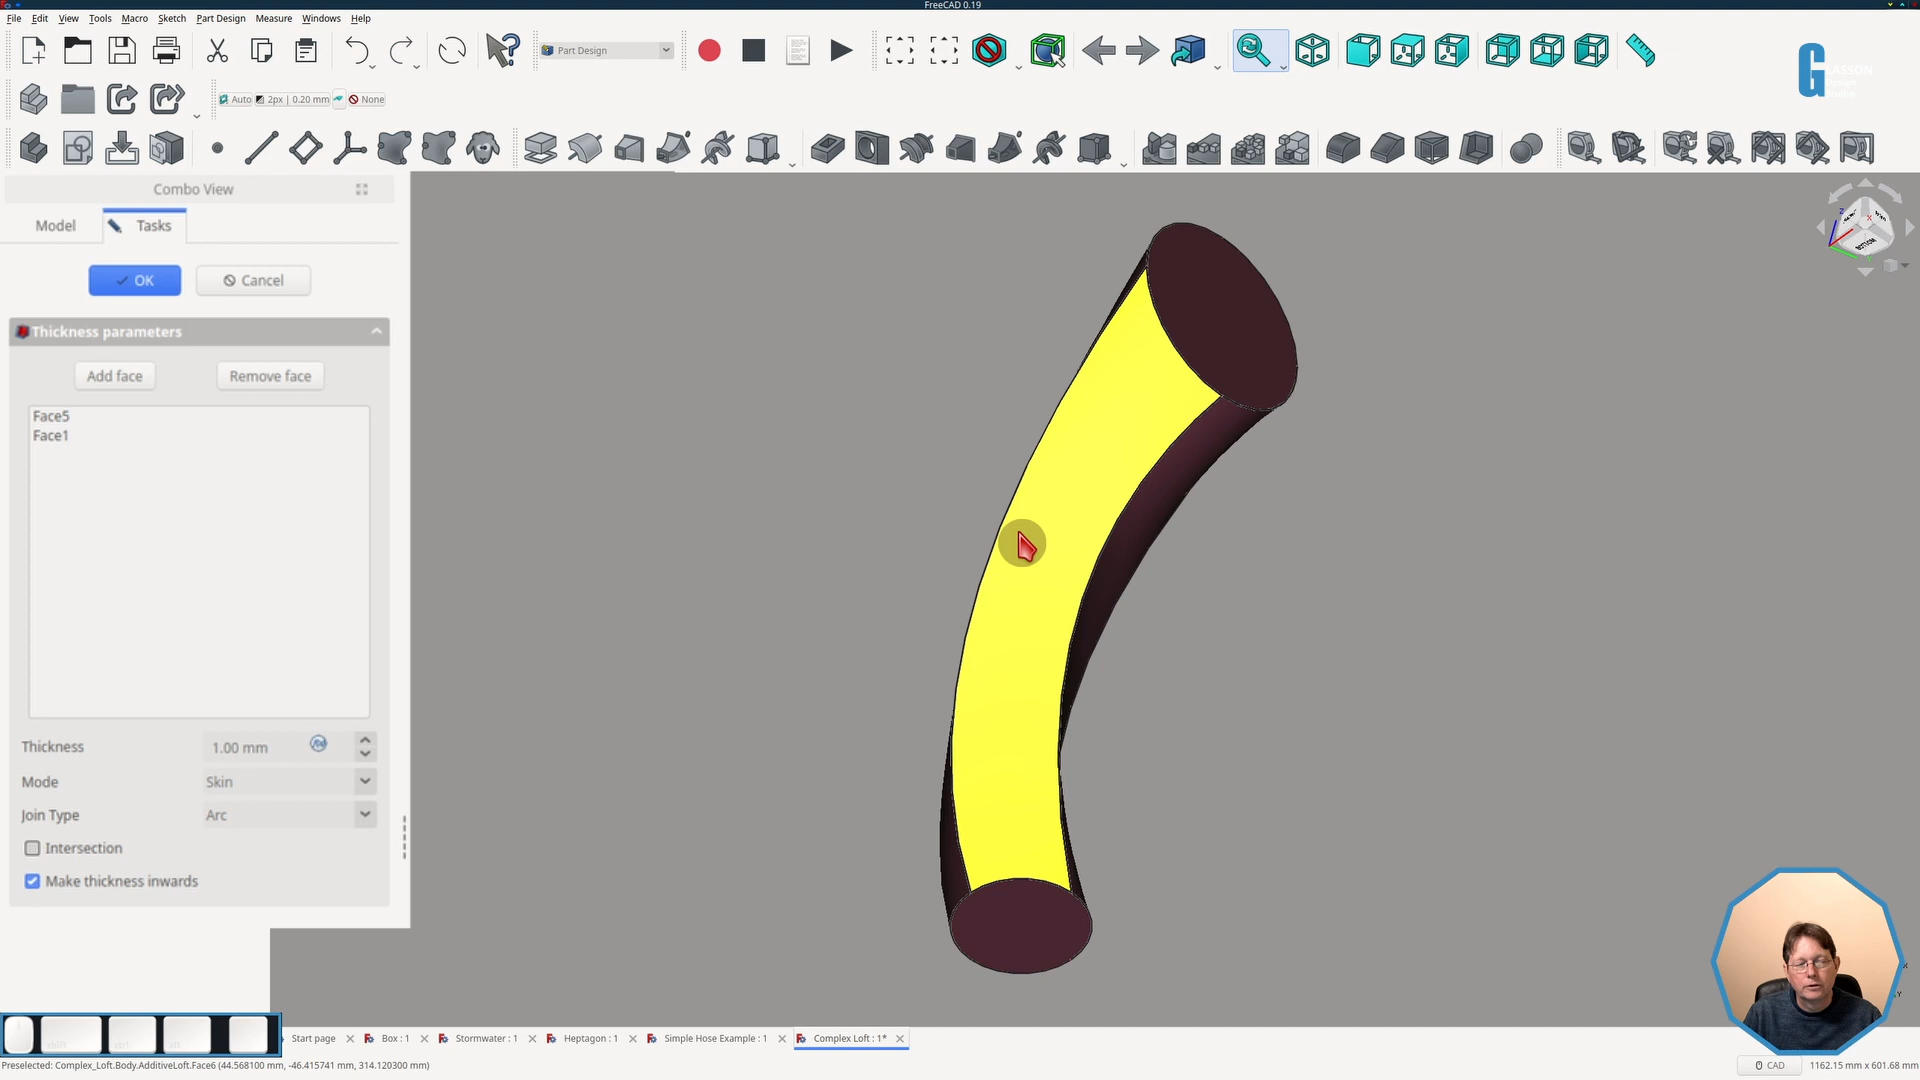 FreeCAD 0.19
File Edit View Tools Macro Sketch Part Design Measure Windows Help
Part Design
Auto 2px | 0.20 mm None
Combo View
Model Tasks
OK Cancel
Thickness parameters
Add face Remove face
Face5
Face1
Thickness 1.00 mm
Mode Skin
Join Type Arc
Intersection
Make thickness inwards
BOTTOM
Start page Box : 1 Stormwater : 1 Heptagon : 1 Simple Hose Example : 1 Complex Loft : 1*
Preselected: Complex_Loft.Body.AdditiveLoft.Face6 (44.568100 mm, -46.415741 mm, 314.120300 mm)
CAD 1162.15 mm x 601.68 mm